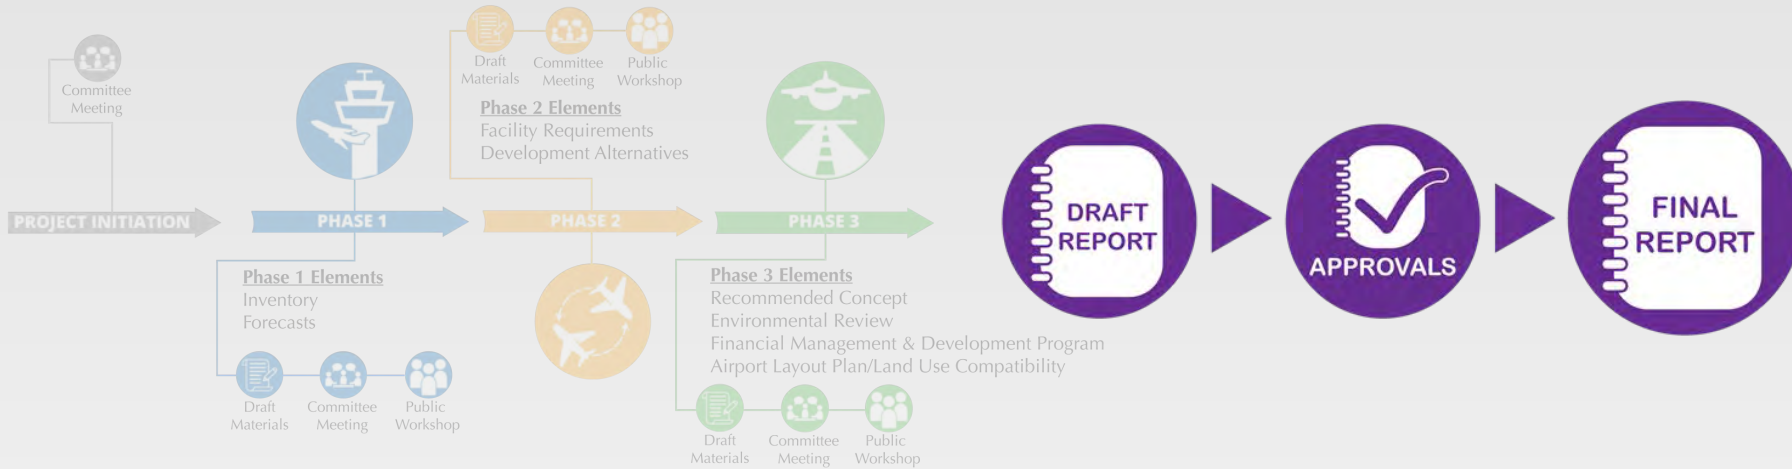 Committee
Meeting
PROJECT INITIATION
PHASE 1
Phase 1 Elements
Inventory
Forecasts
Draft
Materials
Committee
Meeting
Public
Workshop
Draft
Materials
Committee
Meeting
Public
Workshop
Phase 2 Elements
Facility Requirements
Development Alternatives
PHASE 2
PHASE 3
Phase 3 Elements
Recommended Concept
Environmental Review
Financial Management & Development Program
Airport Layout Plan/Land Use Compatibility
Draft
Materials
Committee
Meeting
Public
Workshop
DRAFT
REPORT
APPROVALS
FINAL
REPORT